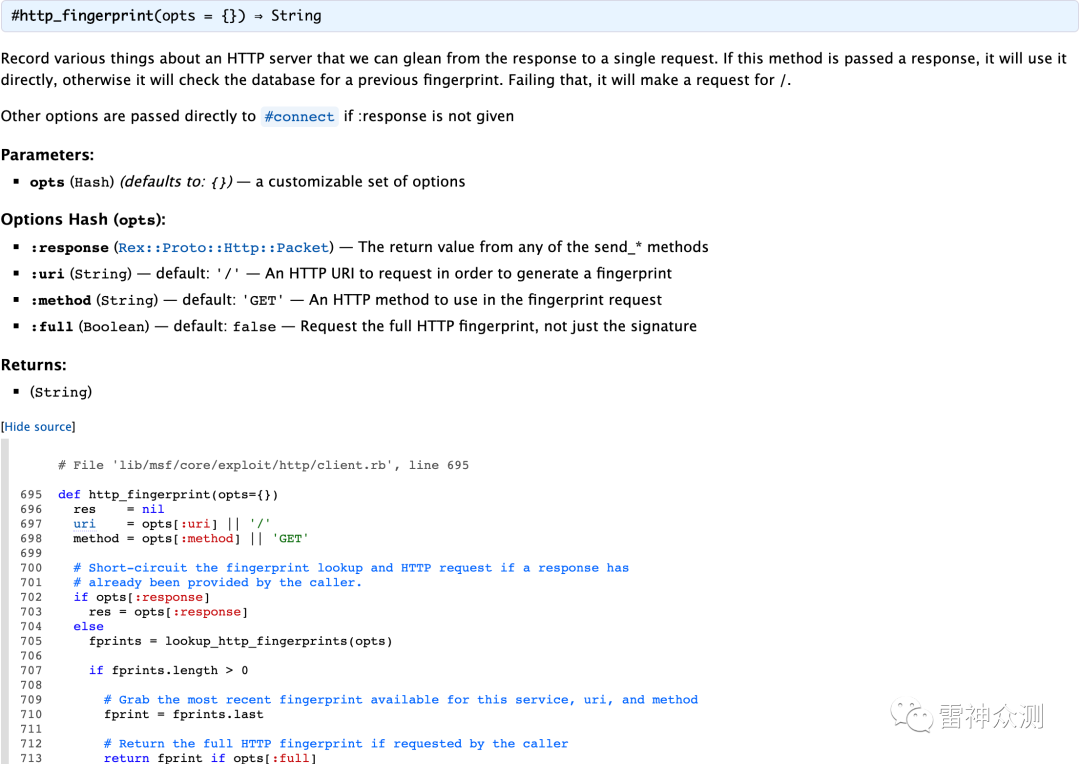 #http_fingerprint(opts = {}) ⇒ String
Record various things about an HTTP server that we can glean from the response to a single request. If this method is passed a response, it will use it
directly, otherwise it will check the database for a previous fingerprint. Failing that, it will make a request for /.
Other options are passed directly to #connect if :response is not given
Parameters:
▪ opts (Hash) (defaults to: {}) — a customizable set of options
Options Hash (opts):
▪ :response (Rex::Proto::Http::Packet) — The return value from any of the send_* methods
▪ :uri (String) — default: '/' — An HTTP URI to request in order to generate a fingerprint
▪ :method (String) — default: 'GET' — An HTTP method to use in the fingerprint request
▪ :full (Boolean) — default: false — Request the full HTTP fingerprint, not just the signature
Returns:
▪ (String)
[Hide source]
# File 'lib/msf/core/exploit/http/client.rb', line 695
695 def http_fingerprint(opts={})
696   res    = nil
697   uri    = opts[:uri] || '/'
698   method = opts[:method] || 'GET'
699
700   # Short-circuit the fingerprint lookup and HTTP request if a response has
701   # already been provided by the caller.
702   if opts[:response]
703     res = opts[:response]
704   else
705     fprints = lookup_http_fingerprints(opts)
706
707     if fprints.length > 0
708
709       # Grab the most recent fingerprint available for this service, uri, and method
710       fprint = fprints.last
711
712       # Return the full HTTP fingerprint if requested by the caller
713       return fprint if opts[:full]
雷神众测